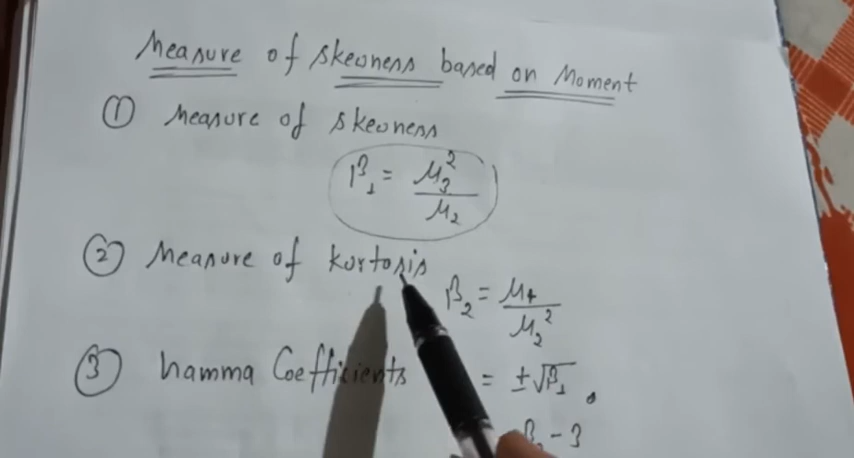 Measure of Skewness based on Moment
① Measure of Skewness
β₁ = μ₃² / μ₂
② Measure of Kurtosis
β₂ = μ₄ / μ₂²
③ hamma Coefficients = ±√β₁
β₂ - 3